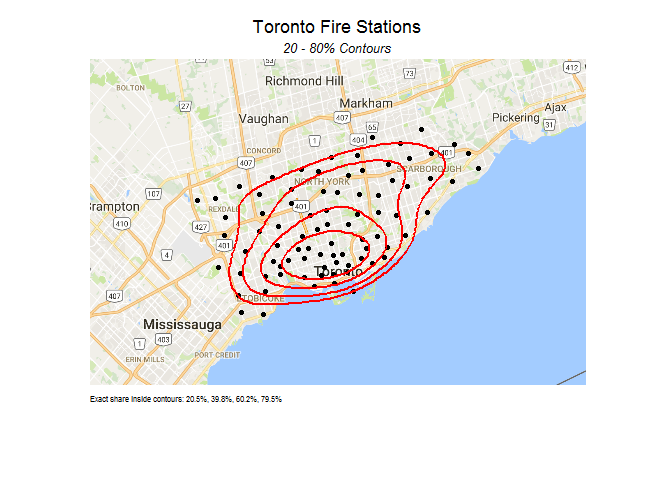 Toronto Fire Stations
20 - 80% Contours
412
73
Richmond Hill
BOLTON
27
Markham
407
Ajax
Vaughan
65
Pickering
31
404
1
CONCORD
407
401
SCARBOROUGH
NORTH YORK
107
Brampton
401
REXDALE
410
427
401
4
Toronto
407
ETOBICOKE
Mississauga
403
1
ERIN MILLS
PORT CREDIT
Exact share inside contours: 20.5%, 39.8%, 60.2%, 79.5%